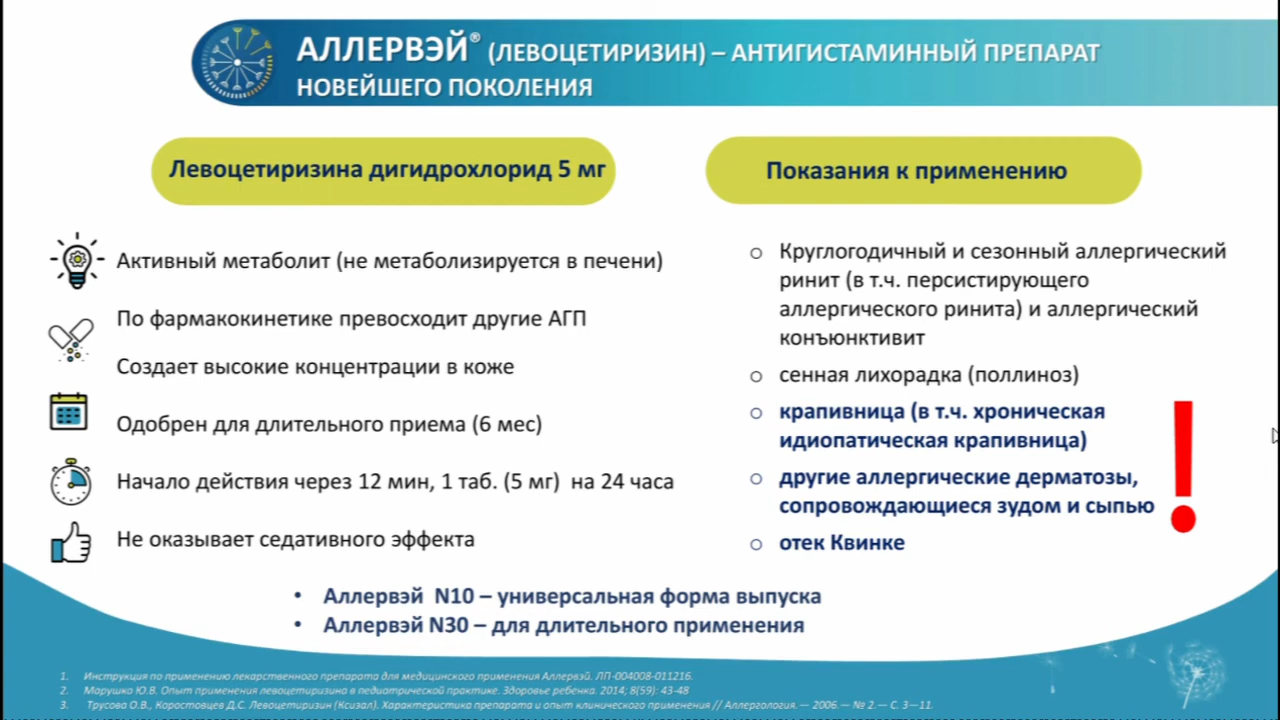 АЛЛЕРВЭЙ® (ЛЕВОЦЕТИРИЗИН) – АНТИГИСТАМИННЫЙ ПРЕПАРАТ
НОВЕЙШЕГО ПОКОЛЕНИЯ
Левоцетиризина дигидрохлорид 5 мг
Активный метаболит (не метаболизируется в печени)
По фармакокинетике превосходит другие АГП
Создает высокие концентрации в коже
Одобрен для длительного приема (6 мес)
Начало действия через 12 мин, 1 таб. (5 мг) на 24 часа
Не оказывает седативного эффекта
Показания к применению
o Круглогодичный и сезонный аллергический
ринит (в т.ч. персистирующего
аллергического ринита) и аллергический
конъюнктивит
o сенная лихорадка (поллиноз)
o крапивница (в т.ч. хроническая
идиопатическая крапивница)
o другие аллергические дерматозы,
сопровождающиеся зудом и сыпью
o отек Квинке
!
• Аллервэй N10 – универсальная форма выпуска
• Аллервэй N30 – для длительного применения
1. Инструкция по применению лекарственного препарата для медицинского применения Аллервэй. ЛП-004008-011216.
2. Марушко Ю.В. Опыт применения левоцетиризина в педиатрической практике. Здоровье ребенка. 2014; 8(59): 43-48
3. Трусова О.В., Коростовцев Д.С. Левоцетиризин (Ксизал). Характеристика препарата и опыт клинического применения // Аллергология. — 2006. — № 2. — С. 3—11.